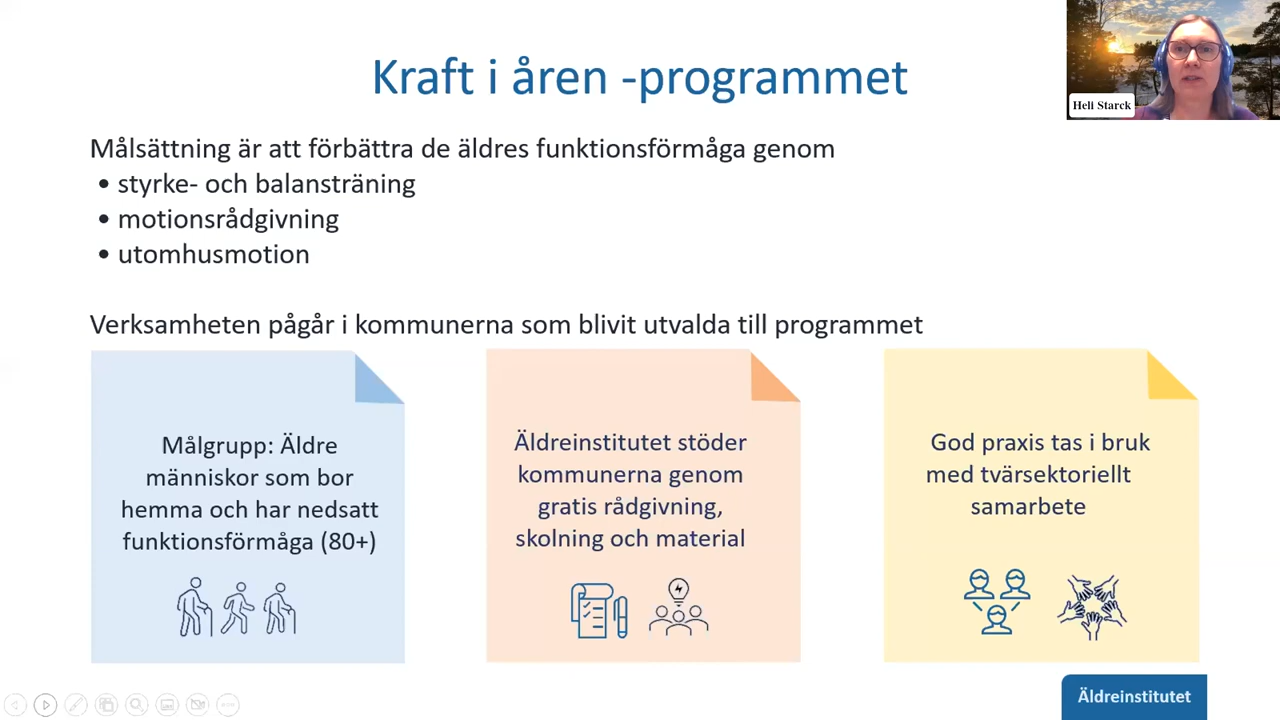 Kraft i åren -programmet
Heli Starck
Målsättning är att förbättra de äldres funktionsförmåga genom
• styrke- och balansträning
• motionsrådgivning
• utomhusmotion
Verksamheten pågår i kommunerna som blivit utvalda till programmet
Målgrupp: Äldre
människor som bor
hemma och har nedsatt
funktionsförmåga (80+)
Äldreinstitutet stöder
kommunerna genom
gratis rådgivning,
skolning och material
God praxis tas i bruk
med tvärsektoriellt
samarbete
Äldreinstitutet